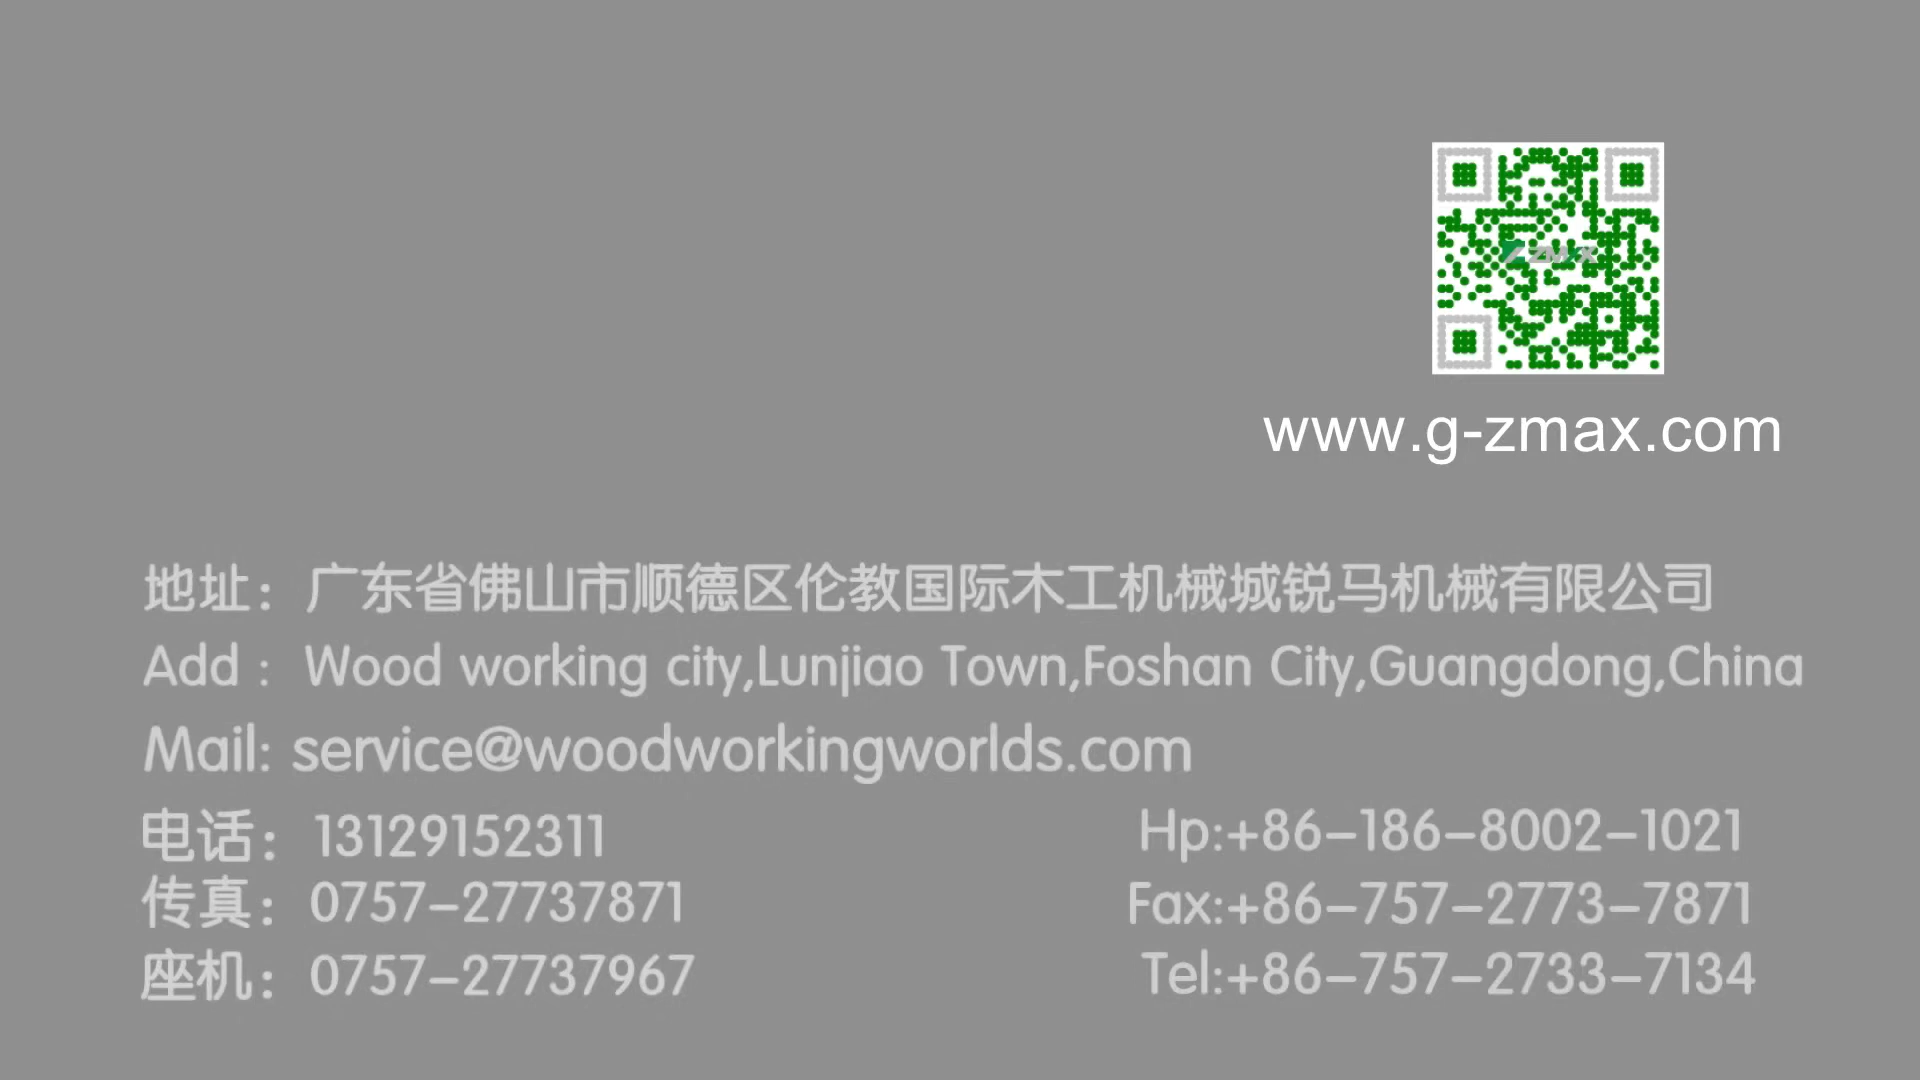 ZMAX
www.g-zmax.com
地址：广东省佛山市顺德区伦教国际木工机械城锐马机械有限公司
Add : Wood working city,Lunjiao Town,Foshan City,Guangdong,China
Mail: service@woodworkingworlds.com
电话：13129152311
Hp:+86-186-8002-1021
传真：0757-27737871
Fax:+86-757-2773-7871
座机：0757-27737967
Tel:+86-757-2733-7134